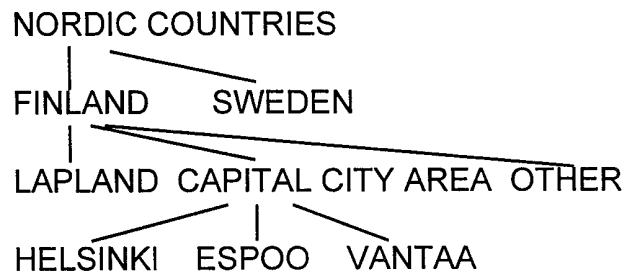 NORDIC COUNTRIES
FINLAND SWEDEN
LAPLAND CAPITAL CITY AREA OTHER
HELSINKI ESPOO VANTAA